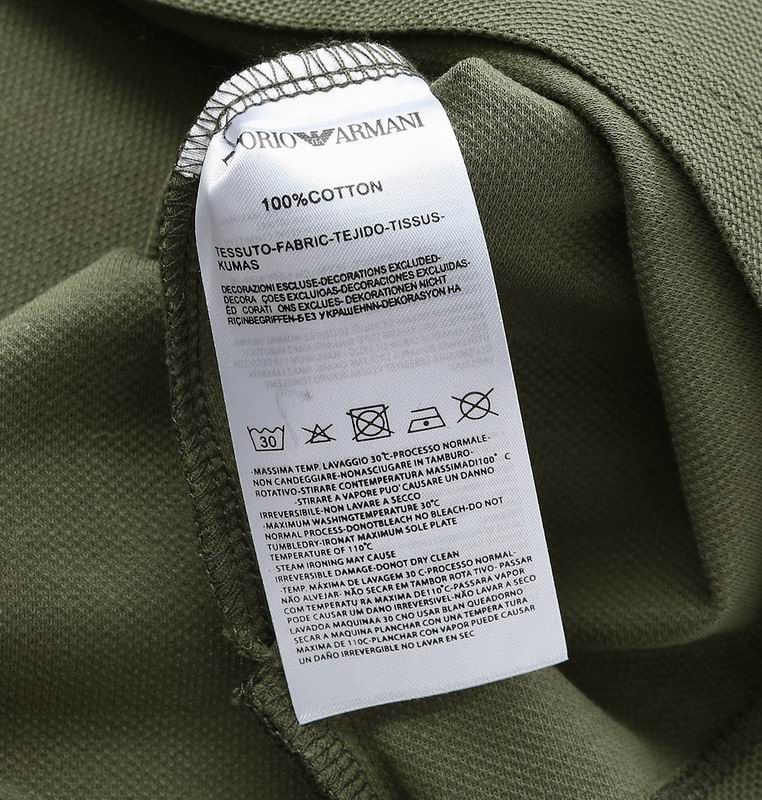 ORIO ARMANI
100%COTTON
TESSUTO-FABRIC-TEJIDO-TISSUS-
KUMAS
DECORAZIONI ESCLUSE-DECORATIONS EXCLUDED-
DECORA ÇOES EXCLUIOAS-DECORACIONES EXCLUIDAS-
ED CORATI ONS EXCLUES- DEKORATIONEN NICHT
RIÇINBEGRIFFEN-Б ЕЗ УКРАШЕНNN-DEKORASYON HA
30
·MASSIMA TEMP. LAVAGGIO 30℃-PROCESSO NORMALE-
NON CANDEGGIARE-NONASCIUGARE IN TAMBURO-
ROTATIVO-STIRARE CONTEMPERATURA MASSIMADI100° C
-STIRARE A VAPORE PUO' CAUSARE UN DANNO
IRREVERSIBILE-NON LAVARE A SECCO
·MAXIMUM WASHINGTEMPERATURE 30℃
NORMAL PROCESS-DONOTBLEACH NO BLEACH-DO NOT
TUMBLEDRY-IRONAT MAXIMUM SOLE PLATE
TEMPERATURE OF 110℃
· STEAM IRONING MAY CAUSE
IRREVERSIBLE DAMAGE-DONOT DRY CLEAN
·TEMP. MÁXIMA DE LAVAGEM 30 C-PROCESSO NORMAL-
NÃO ALVEJAR- NÃO SECAR EM TAMBOR ROTA TIVO- PASSAR
COM TEMPERATU RA MAXIMA DE110℃-PASSARA VAPOR
PODE CAUSAR UM DANO IRREVERSIVEL-NÃO LAVAR A SECO
LAVADOA MAQUINAA 30 CNO USAR BLAN QUEADORNO
SECAR A MAQUINA PLANCHAR CON UNA TEMPERA TURA
MAXIMA DE 110C-PLANCHAR CON VAPOR PUEDE CAUSAR
UN DAÑO IRREVERSIBLE NO LAVAR EN SEC